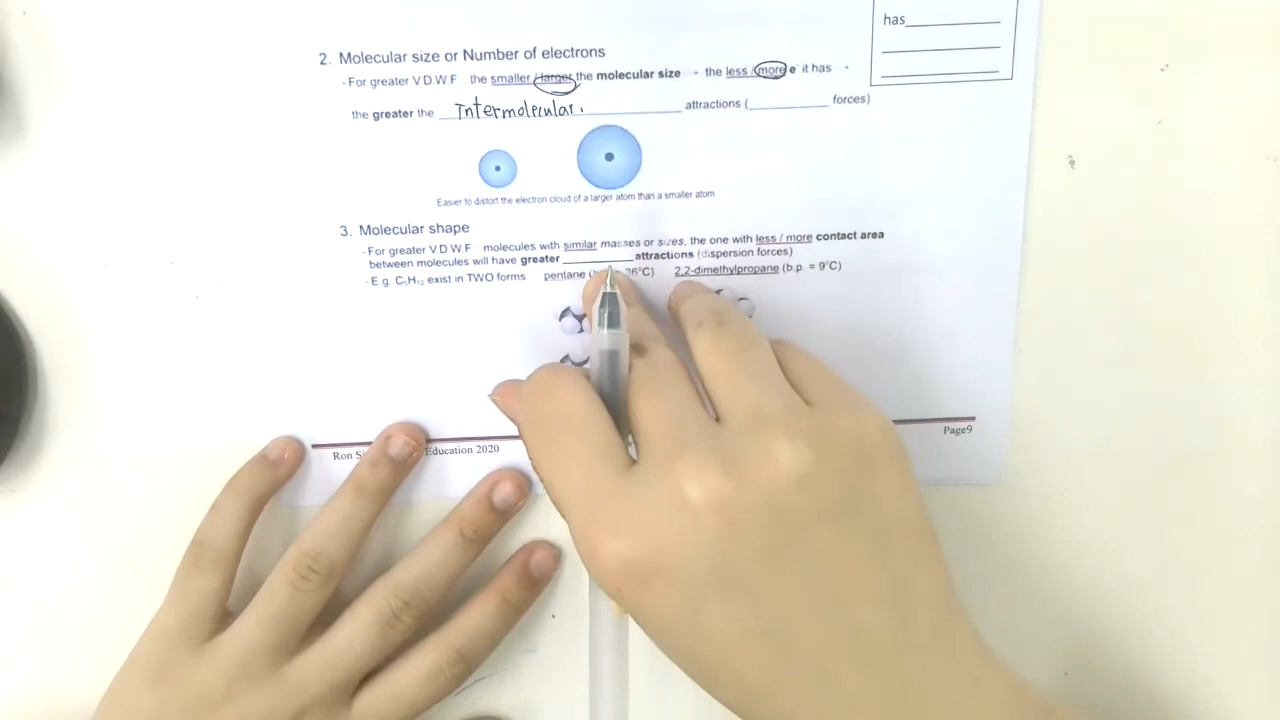 has
2. Molecular size or Number of electrons
- For greater V.D.W.F the smaller / larger the molecular size the less / more e⁻ it has
the greater the Intermolecular. attractions ( forces)
Easier to distort the electron cloud of a larger atom than a smaller atom
3. Molecular shape
- For greater V.D.W.F molecules with similar masses or sizes, the one with less / more contact area
between molecules will have greater attractions (dispersion forces)
- E.g. C₅H₁₂ exist in TWO forms pentane ( 36°C) 2,2-dimethylpropane (b.p. = 9°C)
Page9
Ron Education 2020